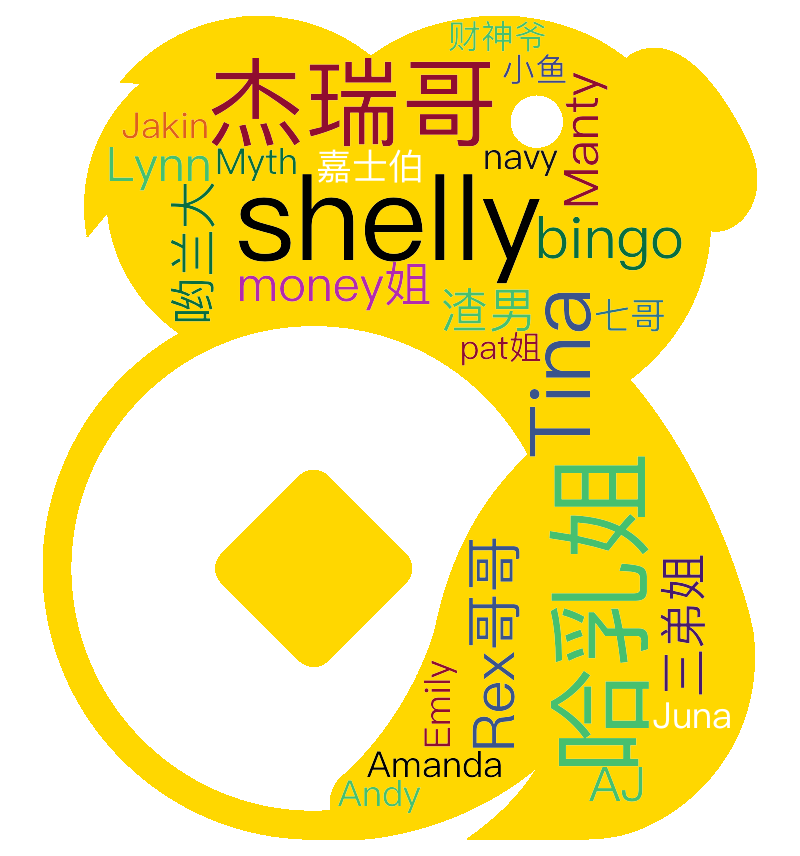 财神爷
小鱼
杰瑞哥
Manty
Jakin
Lynn
Myth
嘉士伯
navy
哟兰大
shelly
bingo
money姐
渣男
七哥
pat姐
Tina
哈乳姐
Rex哥哥
三弟姐
Emily
Juna
Amanda
AJ
Andy